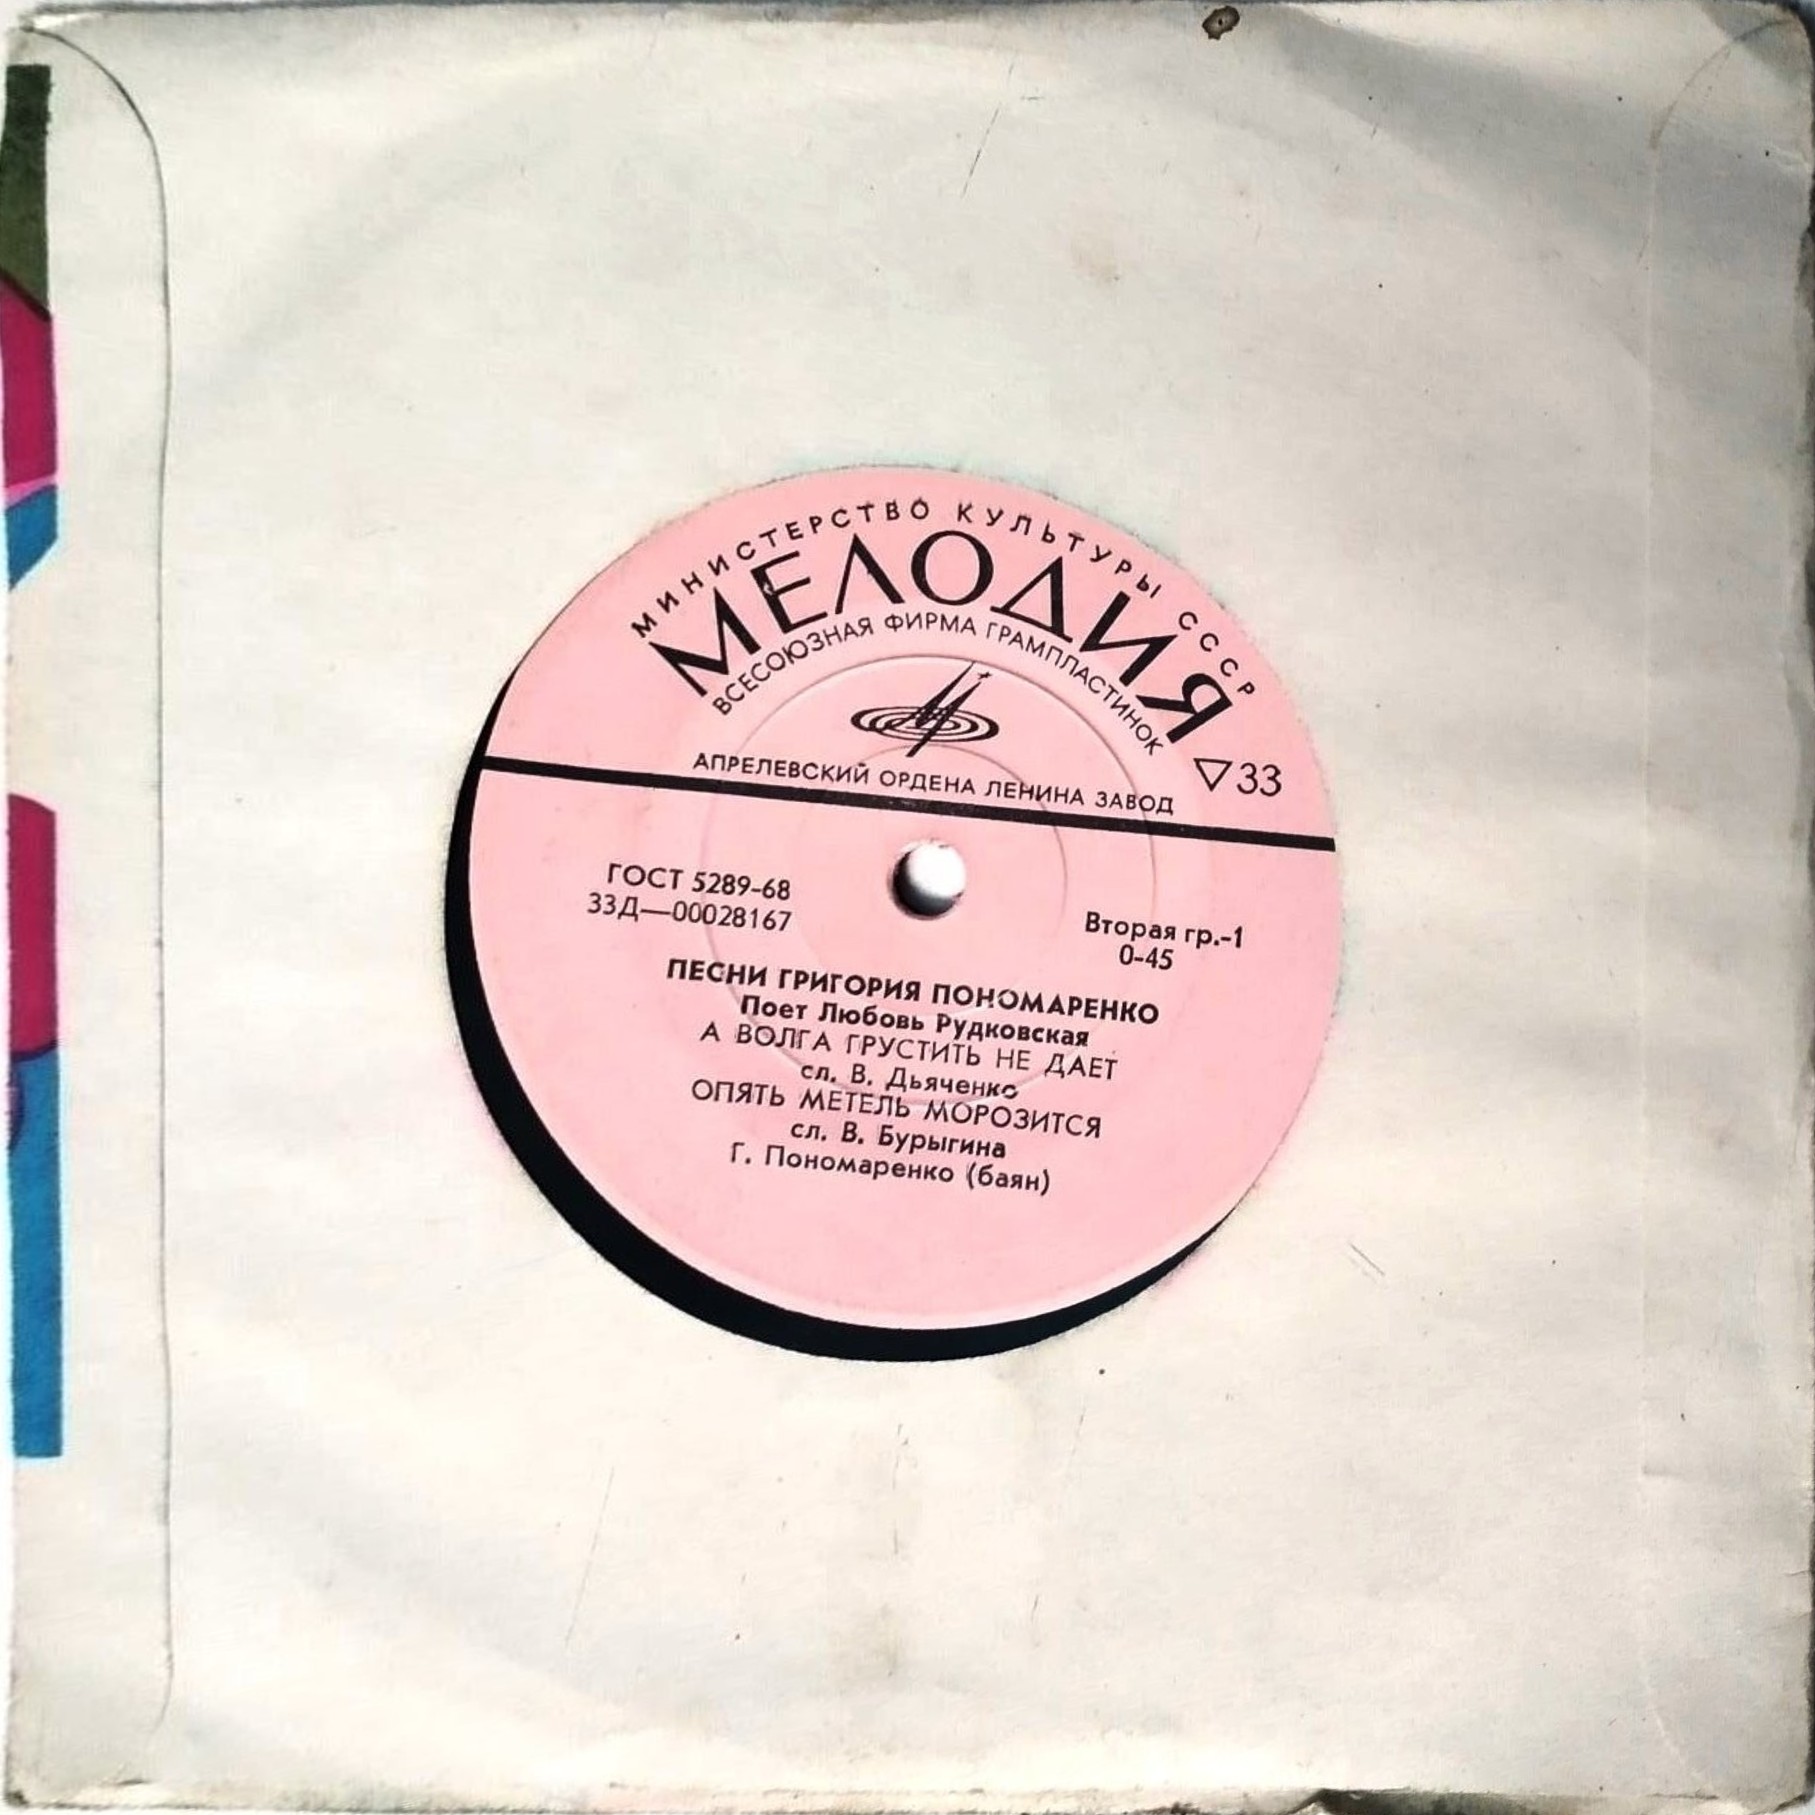 МИНИСТЕРСТВО КУЛЬТУРЫ СССР
МЕЛОДИЯ
ВСЕСОЮЗНАЯ ФИРМА ГРАМПЛАСТИНОК
▽33
АПРЕЛЕВСКИЙ ОРДЕНА ЛЕНИНА ЗАВОД
ГОСТ 5289-68
33Д—00028167
Вторая гр.-1
0-45
ПЕСНИ ГРИГОРИЯ ПОНОМАРЕНКО
Поет Любовь Рудковская
А ВОЛГА ГРУСТИТЬ НЕ ДАЕТ
сл. В. Дьяченко
ОПЯТЬ МЕТЕЛЬ МОРОЗИТСЯ
сл. В. Бурыгина
Г. Пономаренко (баян)